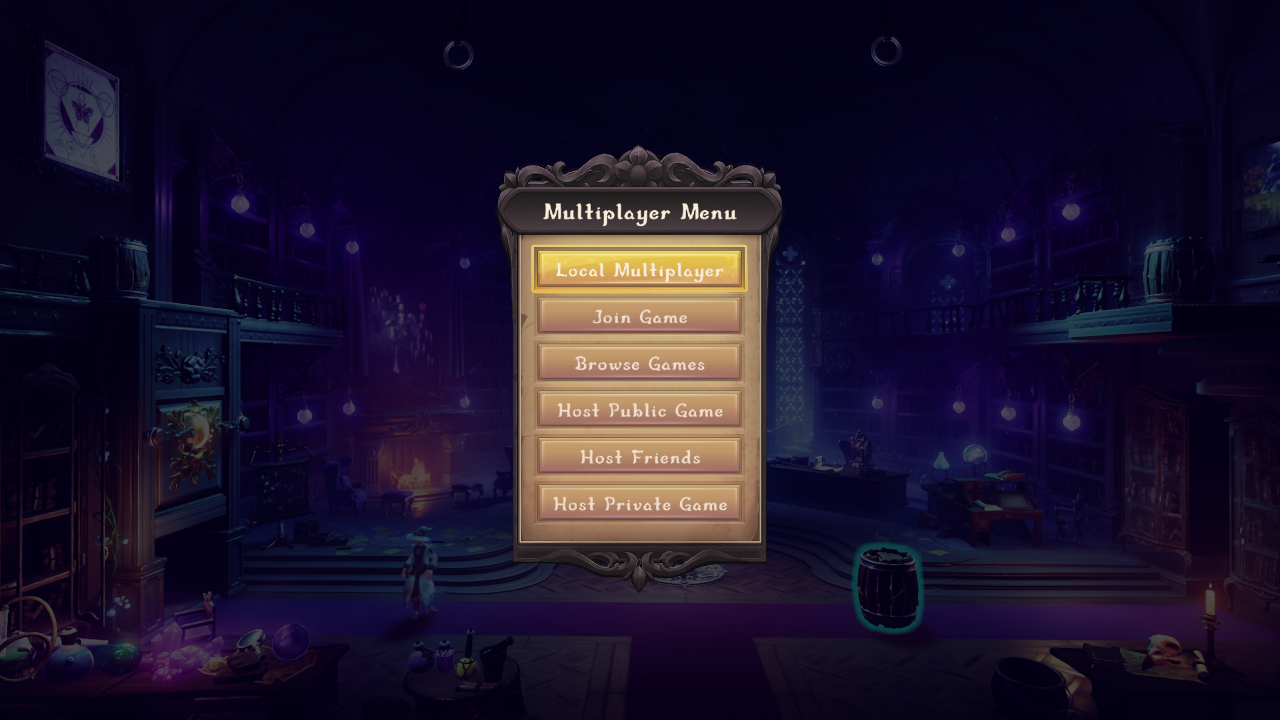 Multiplayer Menu
Local Multiplayer
Join Game
Browse Games
Host Public Game
Host Friends
Host Private Game